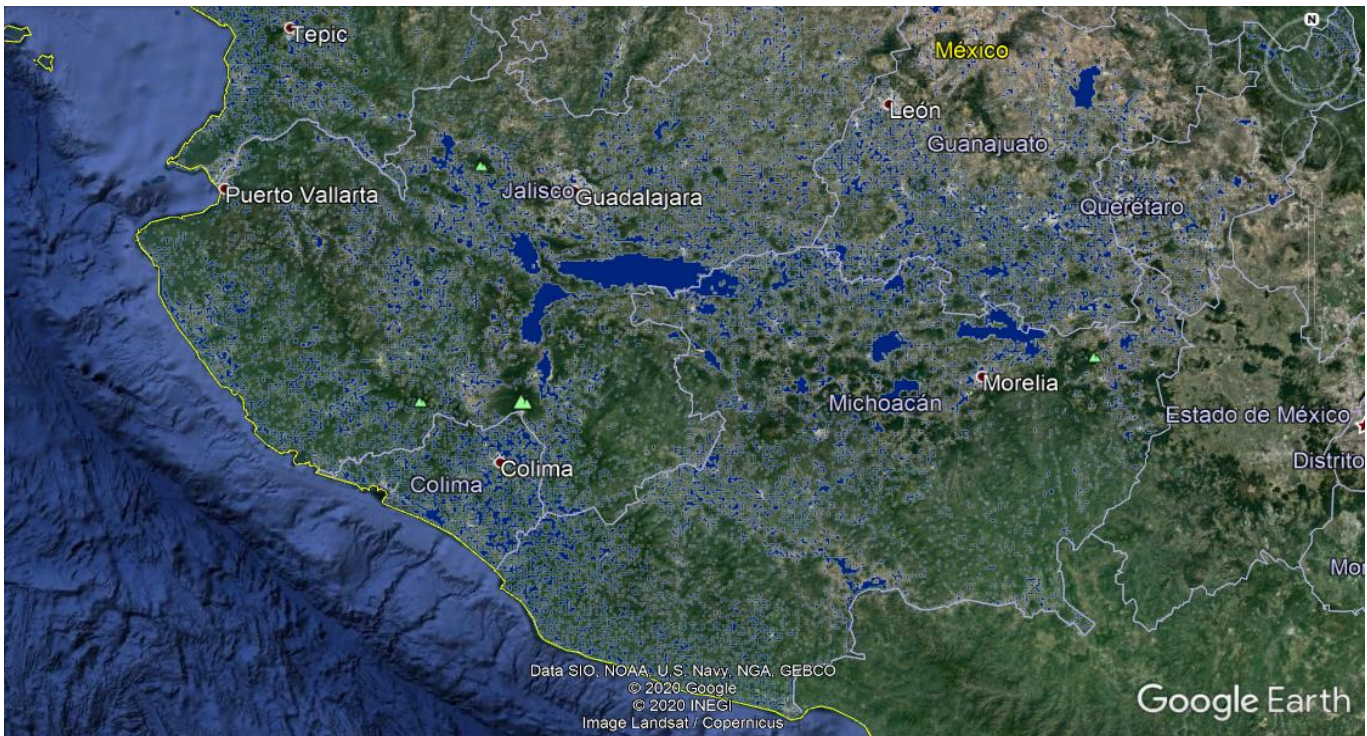 N
Tepic
México
León
Guanajuato
Puerto Vallarta
Jalisco
Guadalajara
Querétaro
Morelia
Michoacán
Estado de México
Colima
Colima
Distrito
Mor
Data SIO, NOAA, U.S. Navy, NGA, GEBCO
© 2020 Google
© 2020 INEGI
Image Landsat / Copernicus
Google Earth